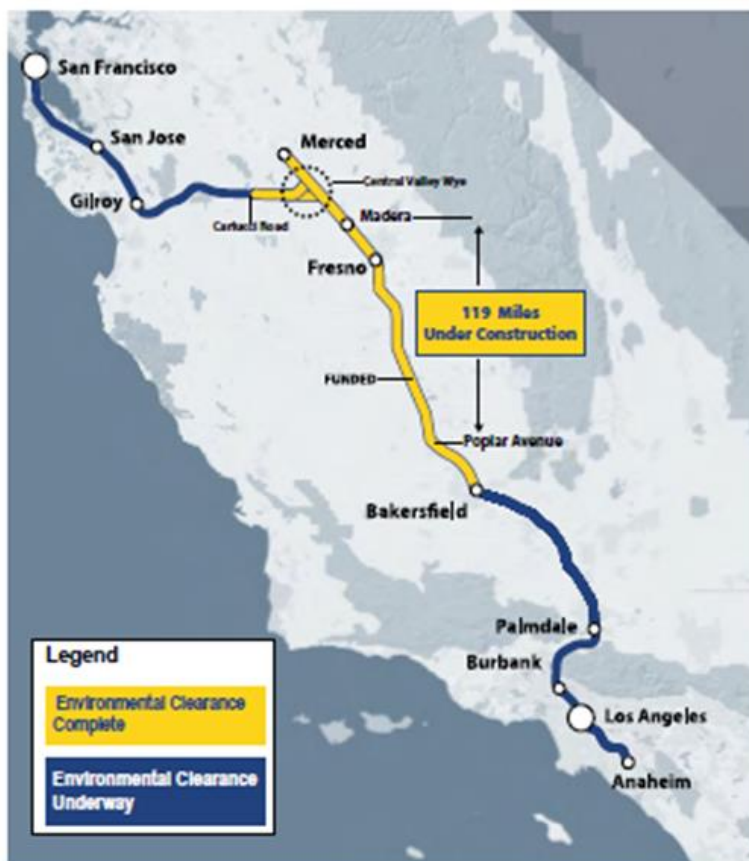 San Francisco
San Jose
Gilroy
Merced
Central Valley Wye
Carlucci Road
Madera
Fresno
119 Miles
Under Construction
FUNDED
Poplar Avenue
Bakersfield
Palmdale
Burbank
Los Angeles
Anaheim
Legend
Environmental Clearance
Complete
Environmental Clearance
Underway